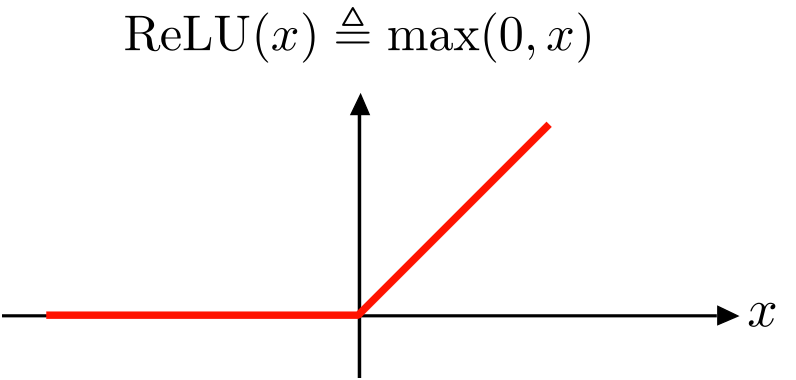 ReLU(x) ≜ max(0, x)
x